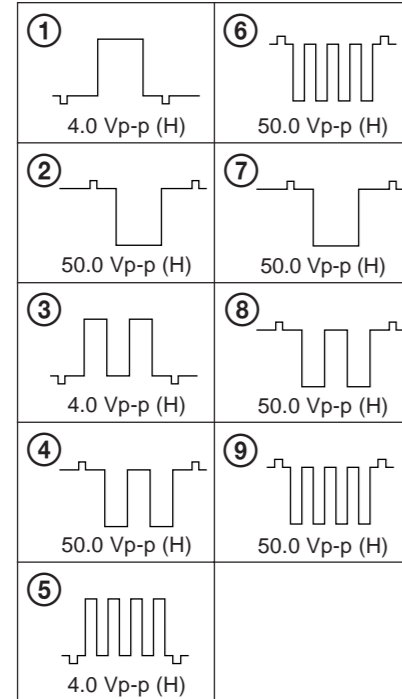 ①
4.0 Vp-p (H)
②
50.0 Vp-p (H)
③
4.0 Vp-p (H)
④
50.0 Vp-p (H)
⑤
4.0 Vp-p (H)
⑥
50.0 Vp-p (H)
⑦
50.0 Vp-p (H)
⑧
50.0 Vp-p (H)
⑨
50.0 Vp-p (H)